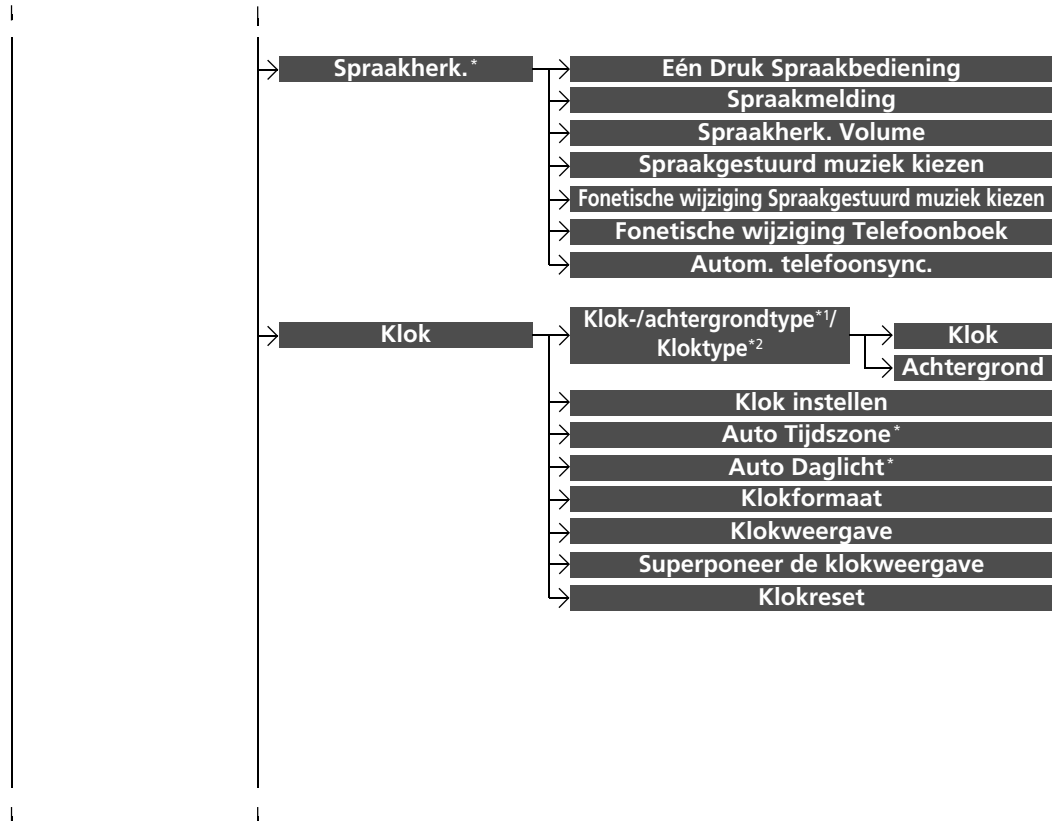 Spraakherk.*
Eén Druk Spraakbediening
Spraakmelding
Spraakherk. Volume
Spraakgestuurd muziek kiezen
Fonetische wijziging Spraakgestuurd muziek kiezen
Fonetische wijziging Telefoonboek
Autom. telefoonsync.
Klok
Klok-/achtergrondtype*1/
Kloktype*2
Klok
Achtergrond
Klok instellen
Auto Tijdszone*
Auto Daglicht*
Klokformaat
Klokweergave
Superponeer de klokweergave
Klokreset